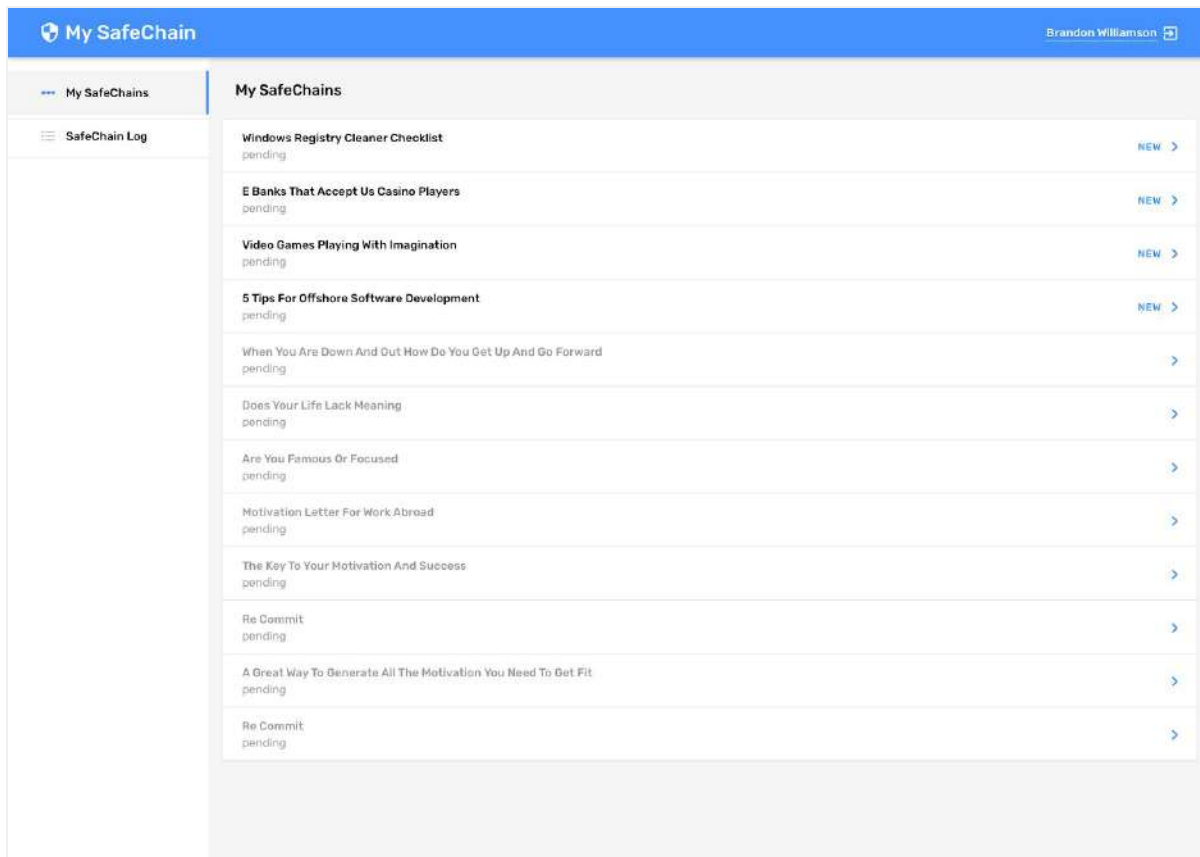 My SafeChain
Brandon Williamson
My SafeChains
SafeChain Log
My SafeChains
Windows Registry Cleaner Checklist
pending
NEW
E Banks That Accept Us Casino Players
pending
NEW
Video Games Playing With Imagination
pending
NEW
5 Tips For Offshore Software Development
pending
NEW
When You Are Down And Out How Do You Get Up And Go Forward
pending
Does Your Life Lack Meaning
pending
Are You Famous Or Focused
pending
Motivation Letter For Work Abroad
pending
The Key To Your Motivation And Success
pending
Re Commit
pending
A Great Way To Generate All The Motivation You Need To Get Fit
pending
Re Commit
pending